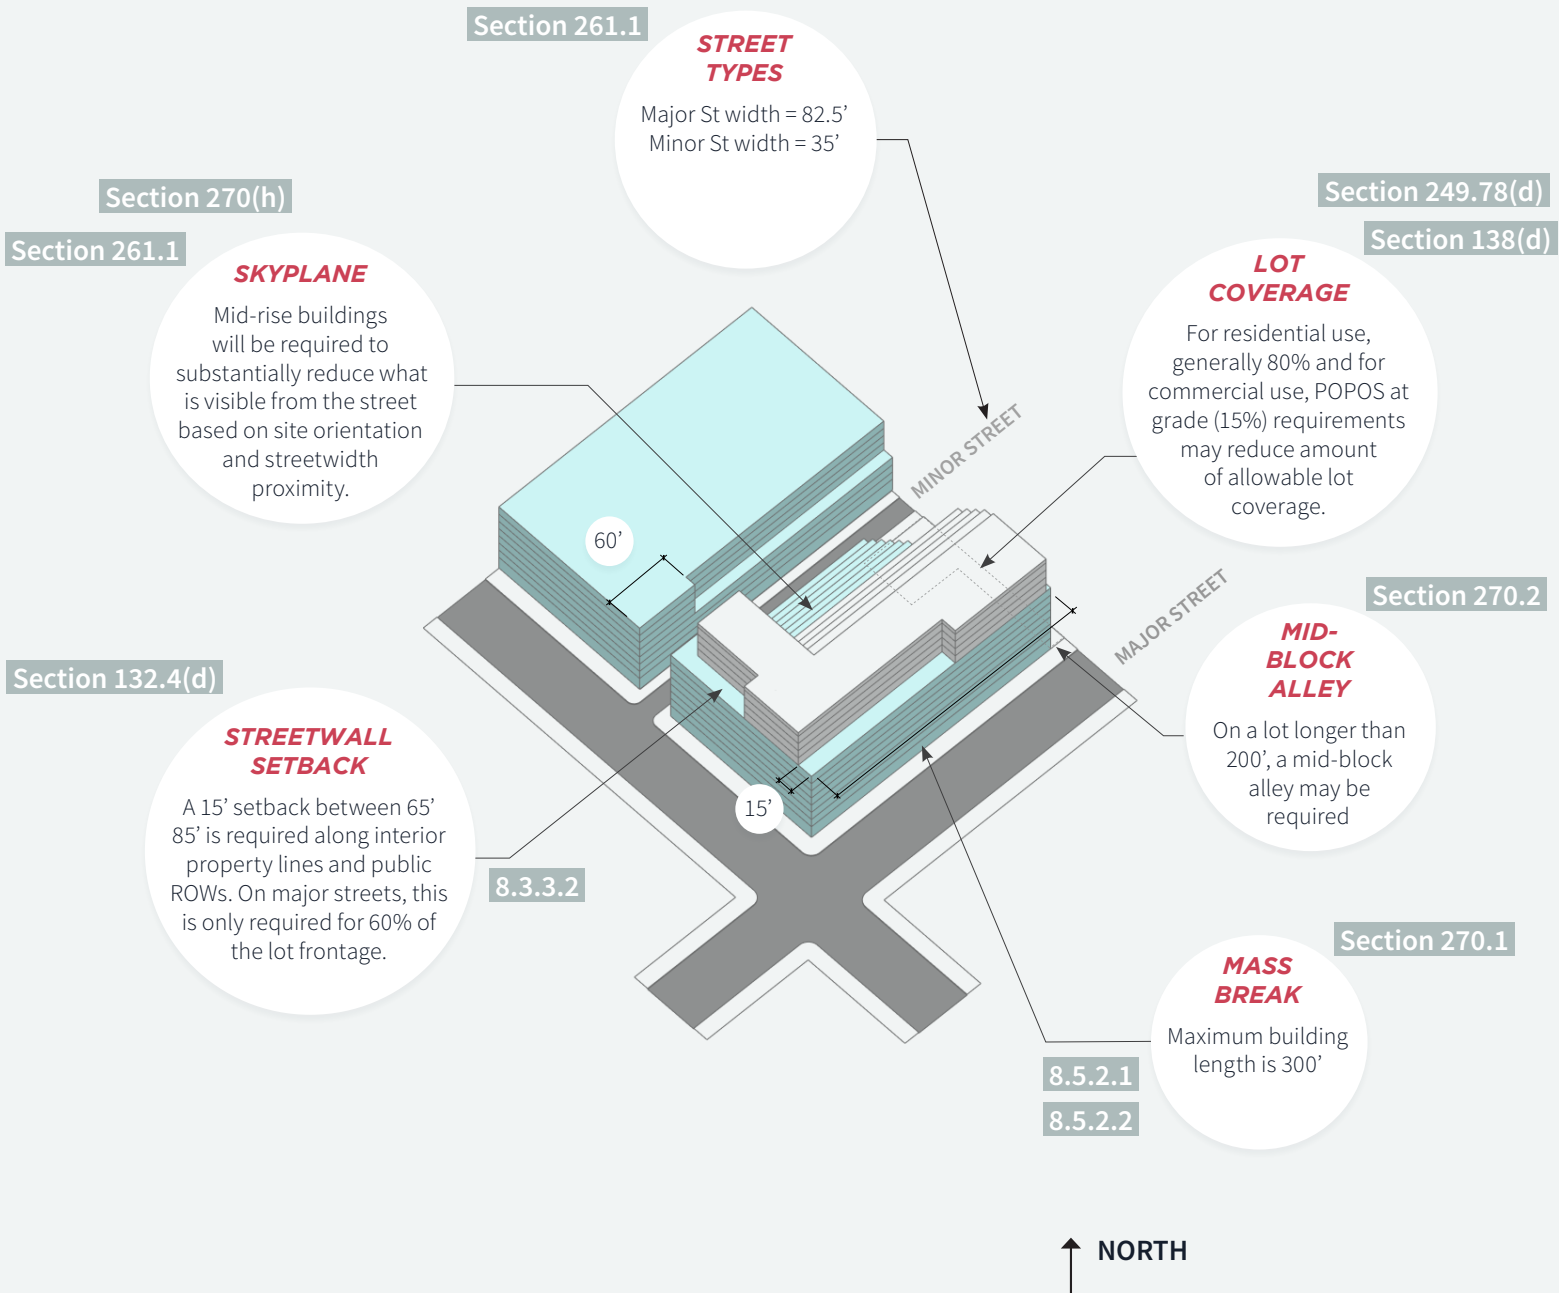 Section 261.1
STREET
TYPES
Major St width = 82.5’
Minor St width = 35’
Section 270(h)
Section 261.1
SKYPLANE
Mid-rise buildings
will be required to
substantially reduce what
is visible from the street
based on site orientation
and streetwidth
proximity.
Section 249.78(d)
Section 138(d)
LOT
COVERAGE
For residential use,
generally 80% and for
commercial use, POPOS at
grade (15%) requirements
may reduce amount
of allowable lot
coverage.
MINOR STREET
60’
MAJOR STREET
Section 270.2
MID-
BLOCK
ALLEY
On a lot longer than
200’, a mid-block
alley may be
required
Section 132.4(d)
STREETWALL
SETBACK
A 15’ setback between 65’
85’ is required along interior
property lines and public
ROWs. On major streets, this
is only required for 60% of
the lot frontage.
15’
8.3.3.2
Section 270.1
MASS
BREAK
Maximum building
length is 300’
8.5.2.1
8.5.2.2
NORTH